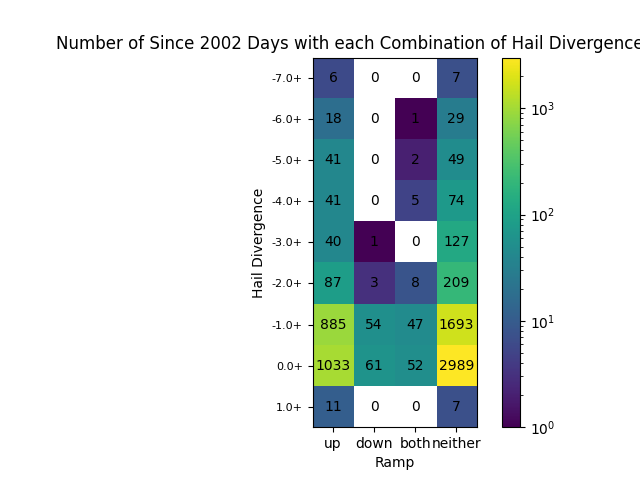 Number of Since 2002 Days with each Combination of Hail Divergence
-7.0+ 6 0 0 7
-6.0+ 18 0 1 29
-5.0+ 41 0 2 49
-4.0+ 41 0 5 74
-3.0+ 40 1 0 127
-2.0+ 87 3 8 209
-1.0+ 885 54 47 1693
0.0+ 1033 61 52 2989
1.0+ 11 0 0 7
up down both neither
Ramp
Hail Divergence
10³
10²
10¹
10⁰